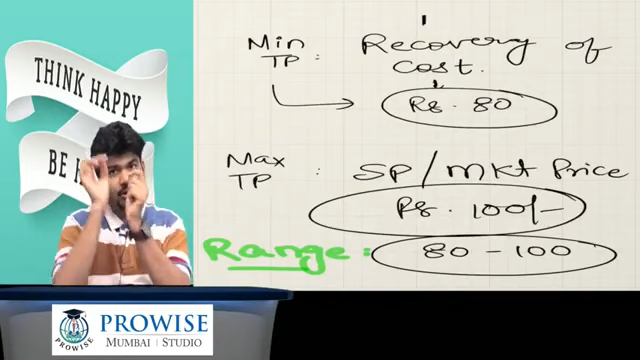 THINK HAPPY
BE
Min TP : Recovery of
cost.
Rs. 80
Max TP : SP/Mkt Price
Rs. 100/-
Range : 80 - 100
PROWISE
PROWISE
MUMBAI | STUDIO